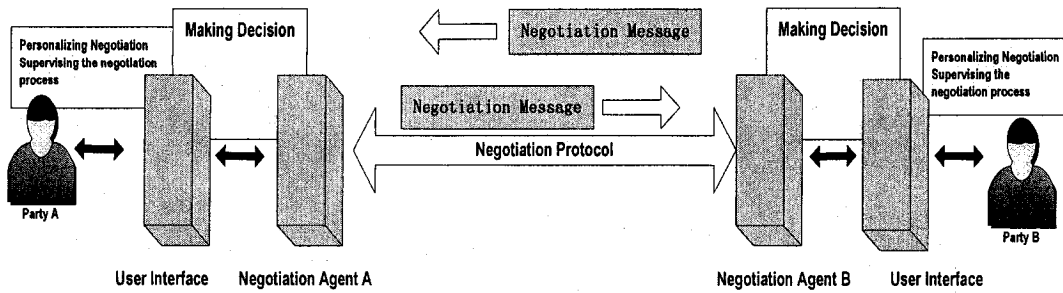 Making Decision
Negotiation Message
Making Decision
Personalizing Negotiation
Supervising the negotiation
process
Personalizing Negotiation
Supervising the
negotiation process
Negotiation Message
Negotiation Protocol
Party A
Party B
User Interface
Negotiation Agent A
Negotiation Agent B
User Interface